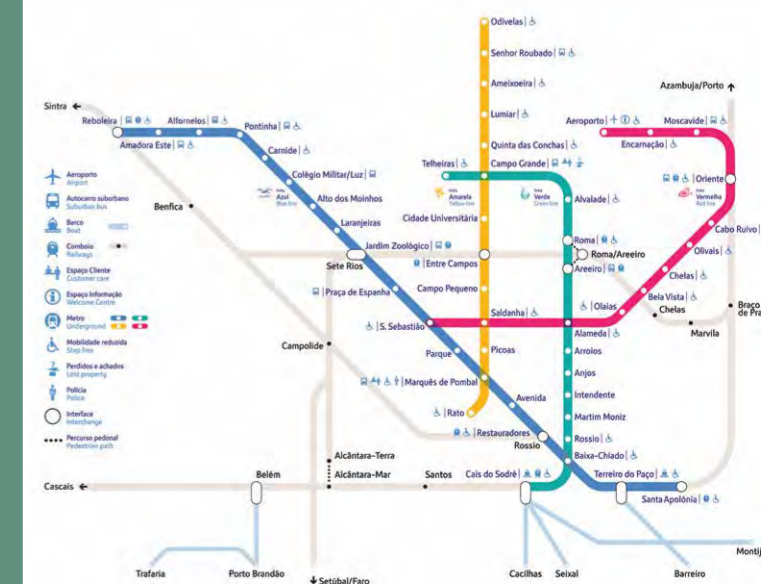 Odivelas
Senhor Roubado
Ameixoeira
Lumiar
Quinta das Conchas
Campo Grande
Telheiras
Azambuja/Porto
Aeroporto
Moscavide
Encarnação
Oriente
Sintra
Reboleira
Alfornelos
Pontinha
Amadora Este
Carnide
Colégio Militar/Luz
Linha
Azul
Blue line
Alto dos Moinhos
Laranjeiras
Benfica
Jardim Zoológico
Sete Rios
Linha
Amarela
Yellow line
Linha
Verde
Green line
Linha
Vermelha
Red line
Alvalade
Cidade Universitária
Cabo Ruivo
Roma
Roma/Areeiro
Olivais
Entre Campos
Areeiro
Chelas
Praça de Espanha
Campo Pequeno
Bela Vista
Chelas
Olaias
Saldanha
S. Sebastião
Alameda
Marvila
Braço
de Pra
Campolide
Parque
Picoas
Arroios
Anjos
Marquês de Pombal
Intendente
Avenida
Rato
Martim Moniz
Restauradores
Rossio
Rossio
Baixa-Chiado
Alcântara-Terra
Alcântara-Mar
Santos
Cais do Sodré
Terreiro do Paço
Santa Apolónia
Belém
Cascais
Trafaria
Porto Brandão
Setúbal/Faro
Cacilhas
Seixal
Barreiro
Montij
Aeroporto
Airport
Autocarro suburbano
Suburban bus
Barco
Boat
Comboio
Railways
Espaço Cliente
Customer care
Espaço Informação
Welcome Centre
Metro
Underground
Mobilidade reduzida
Step free
Perdidos e achados
Lost property
Polícia
Police
Interface
Interchange
Percurso pedonal
Pedestrian path